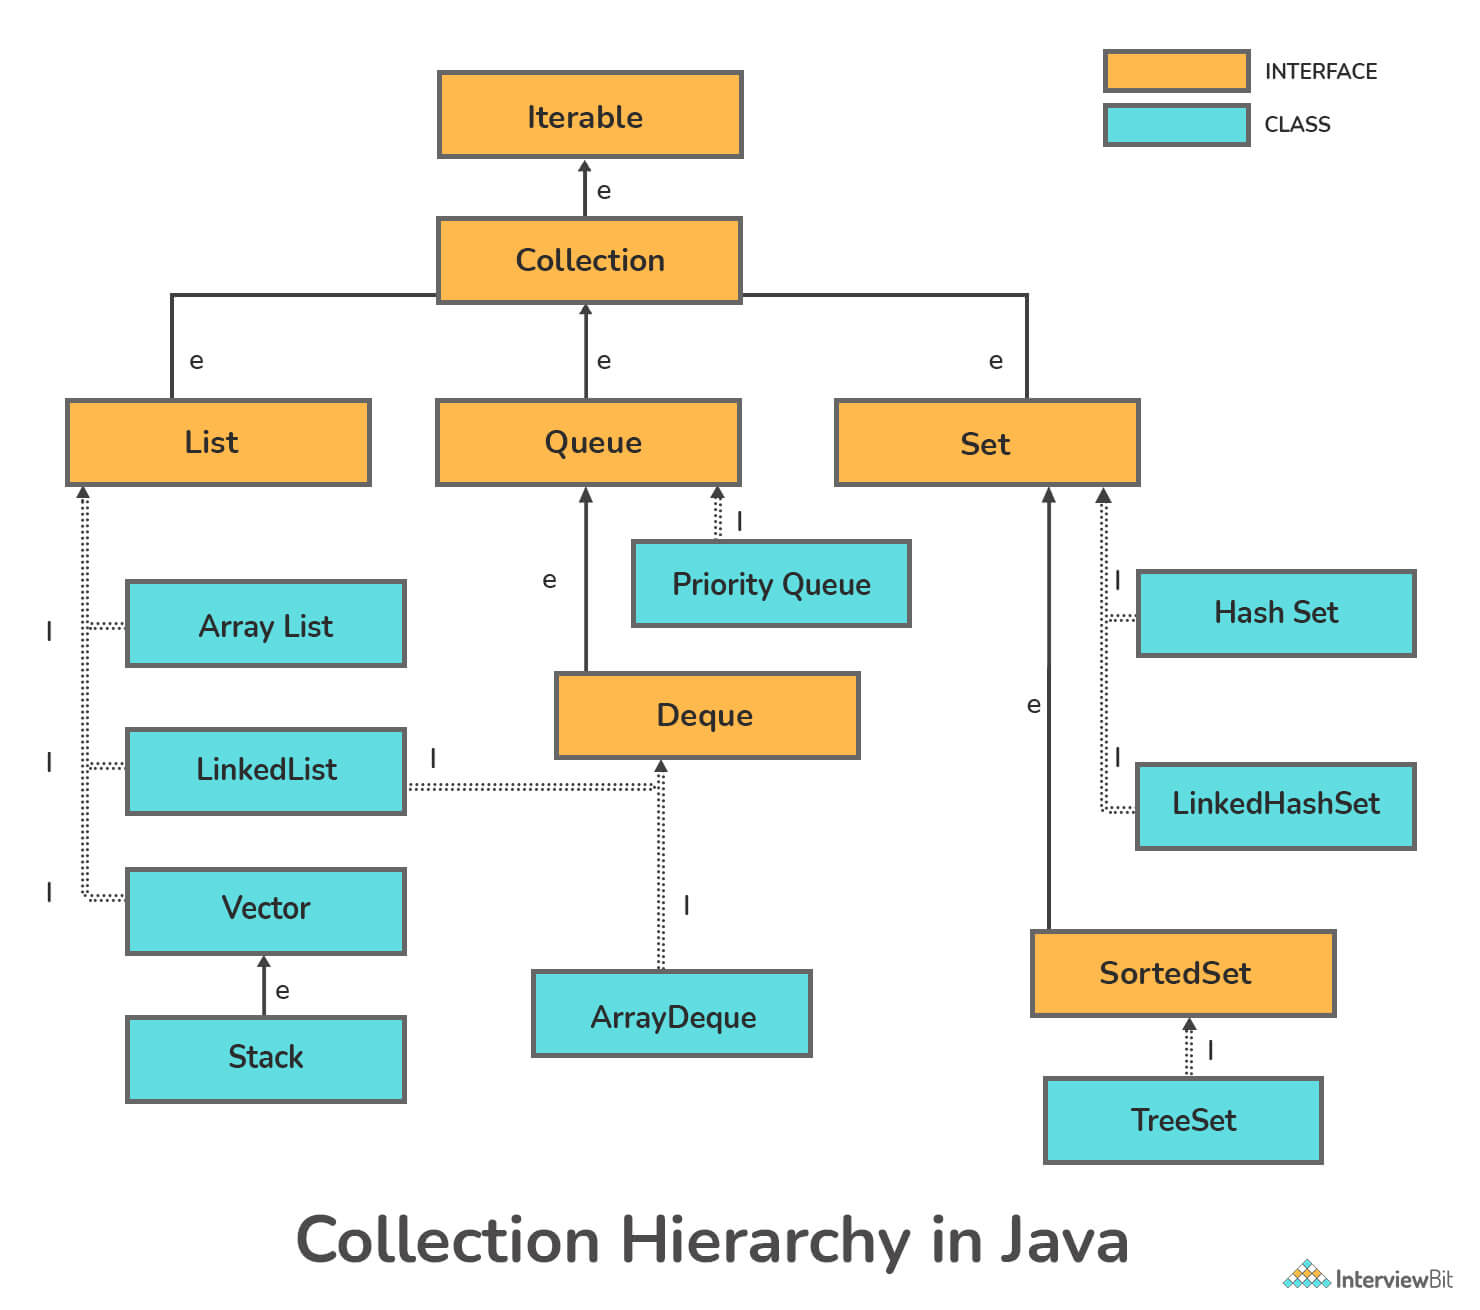 INTERFACE
CLASS
Iterable
e
Collection
e
e
e
List
Queue
Set
I
Priority Queue
e
I
Hash Set
Array List
I
e
Deque
I
LinkedList
I
I
LinkedHashSet
I
Vector
I
e
Stack
ArrayDeque
SortedSet
I
TreeSet
Collection Hierarchy in Java
InterviewBit